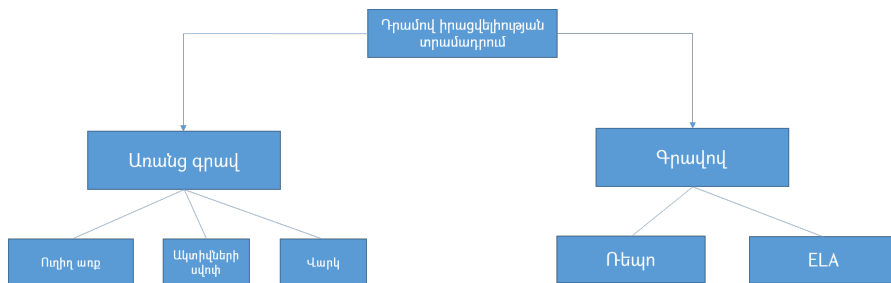 Դրամով իրացվելիության
տրամադրում
Առանց գրավ
Գրավով
Ուղիղ առք
Ակտիվների
սվոփ
Վարկ
Ռեպո
ELA